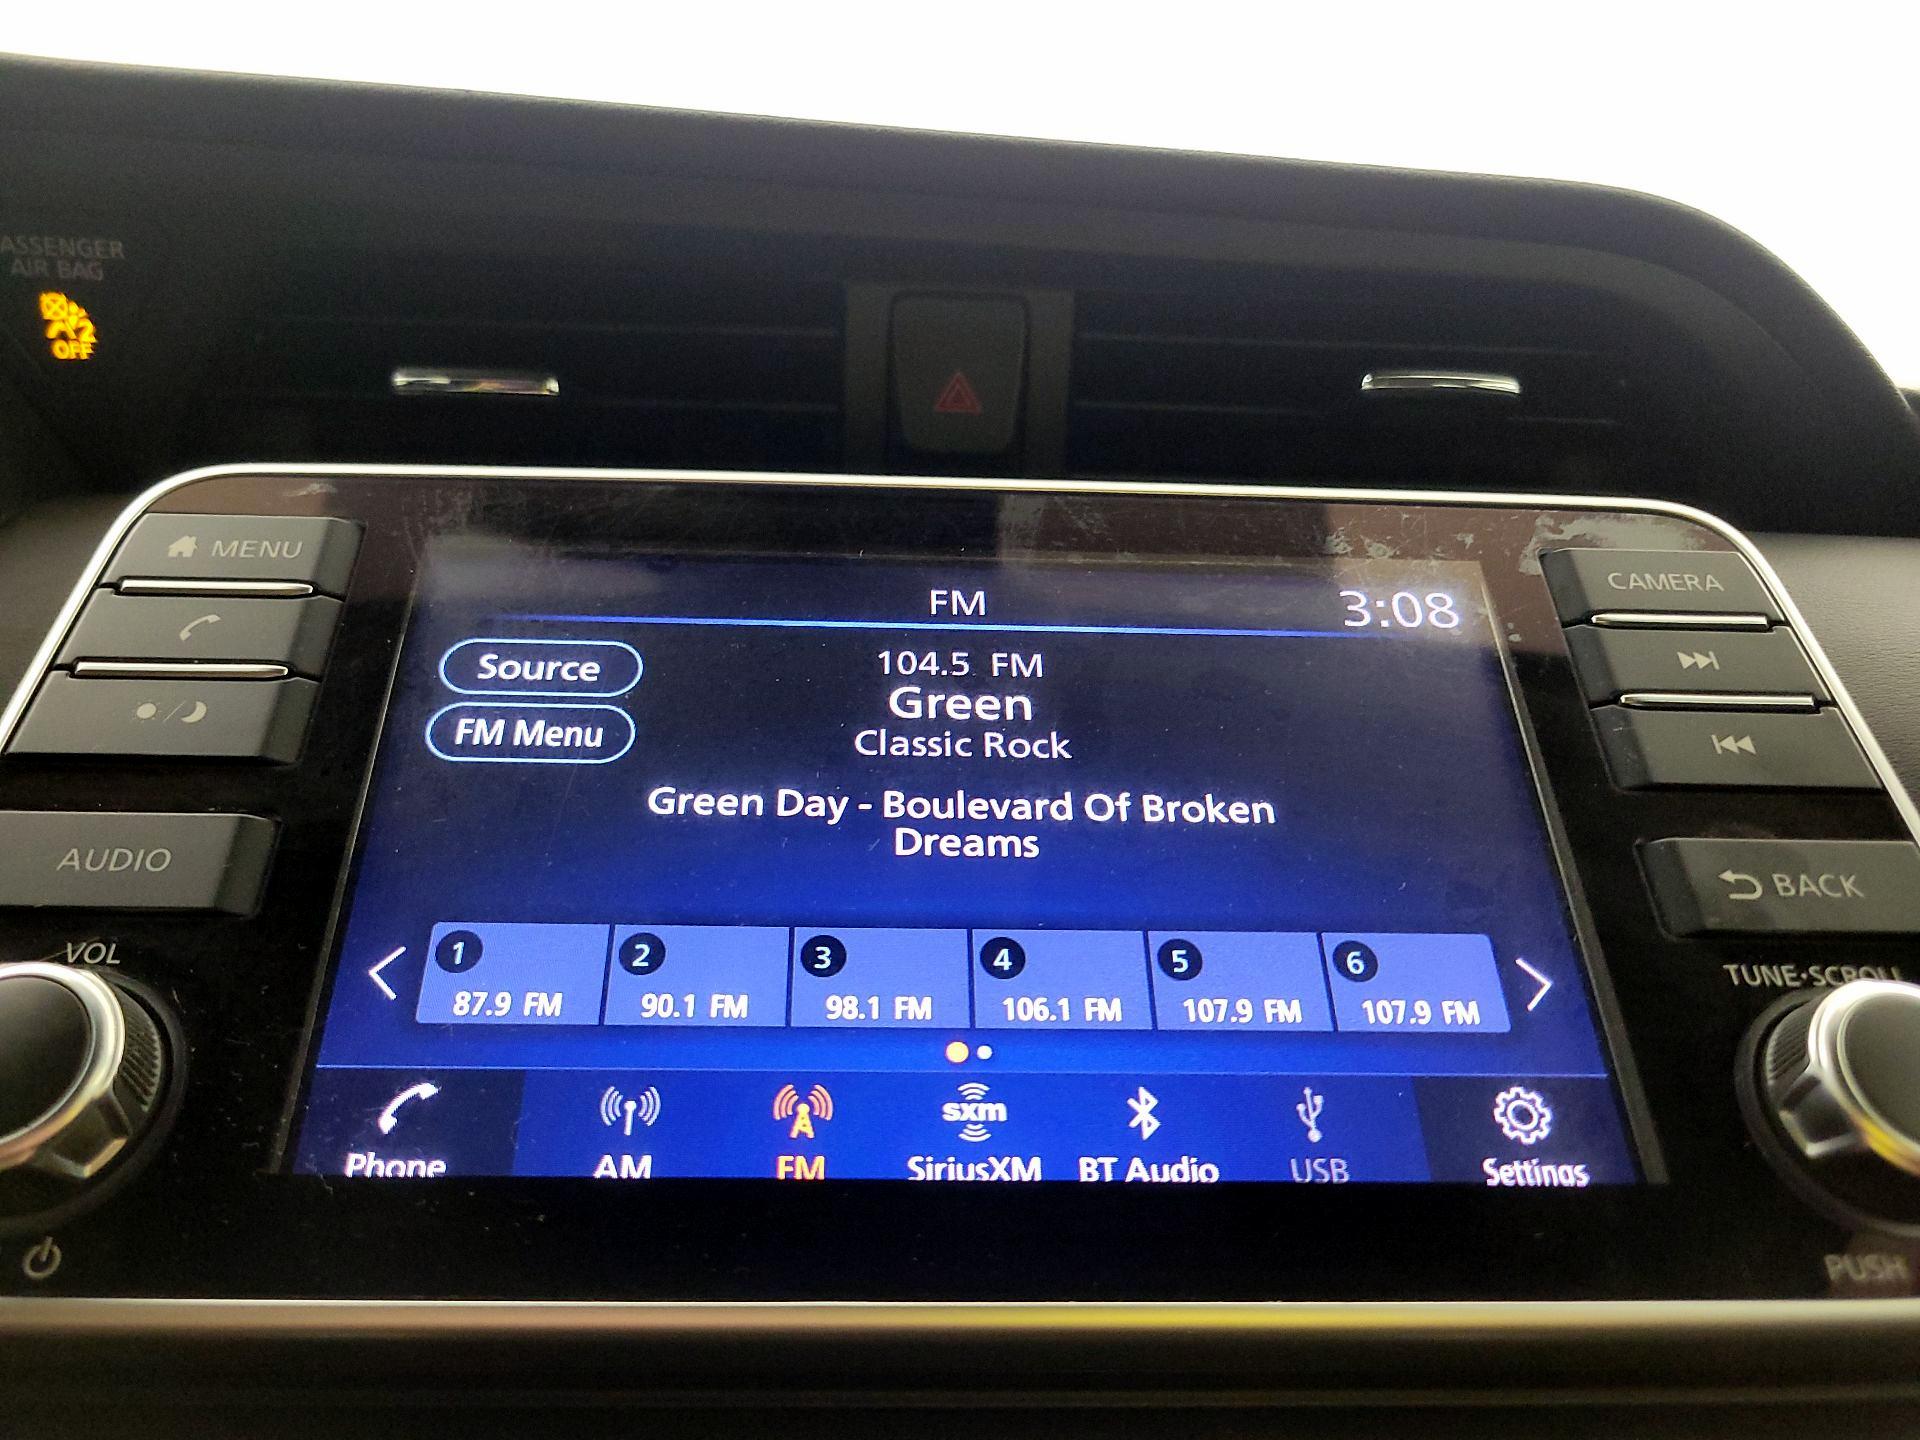 ASSENGER
AIR BAG
2
OFF
MENU
CAMERA
FM
3:08
Source
104.5 FM
Green
FM Menu
Classic Rock
Green Day - Boulevard Of Broken
Dreams
AUDIO
BACK
VOL
TUNE·SCROLL
1
2
3
4
5
6
87.9 FM
90.1 FM
98.1 FM
106.1 FM
107.9 FM
107.9 FM
sxm
Phone
AM
FM
SiriusXM
BT Audio
USB
Settings
PUSH